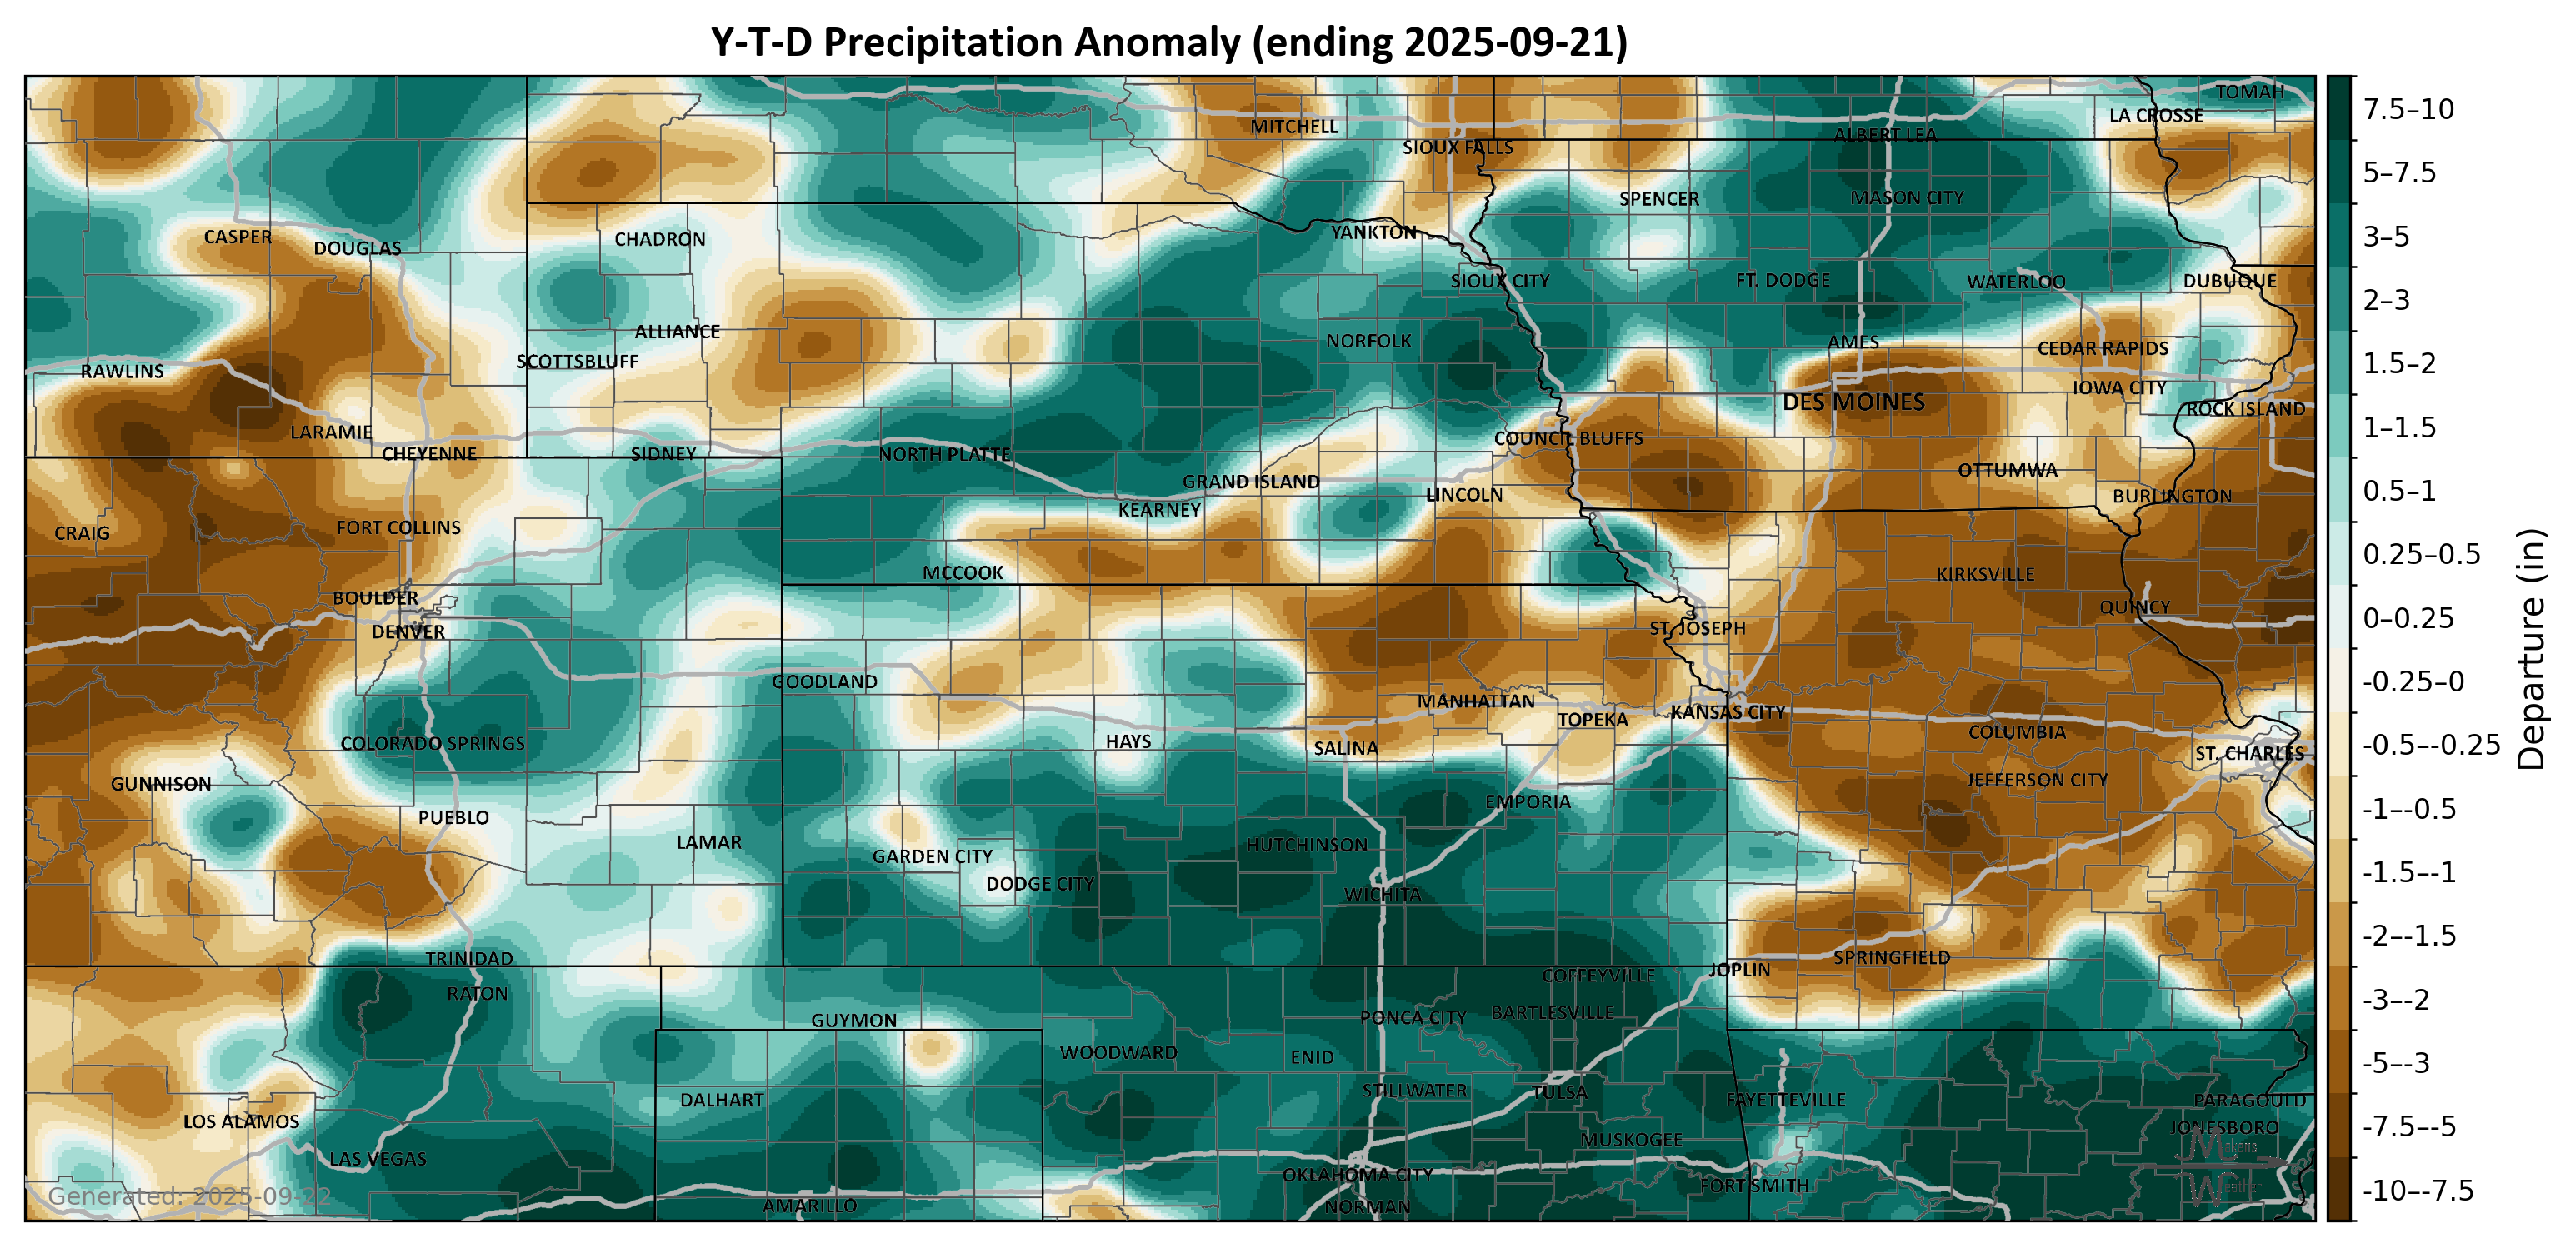 Y-T-D Precipitation Anomaly (ending 2025-09-21)
TOMAH
LA CROSSE
MITCHELL
ALBERT LEA
SIOUX FALLS
SPENCER
MASON CITY
YANKTON
CASPER
CHADRON
DOUGLAS
SIOUX CITY
FT. DODGE
WATERLOO
DUBUQUE
ALLIANCE
NORFOLK
AMES
CEDAR RAPIDS
SCOTTSBLUFF
RAWLINS
IOWA CITY
DES MOINES
ROCK ISLAND
LARAMIE
COUNCIL BLUFFS
CHEYENNE
SIDNEY
NORTH PLATTE
OTTUMWA
GRAND ISLAND
LINCOLN
BURLINGTON
KEARNEY
CRAIG
FORT COLLINS
MCCOOK
KIRKSVILLE
BOULDER
QUINCY
DENVER
ST. JOSEPH
GOODLAND
MANHATTAN
TOPEKA
KANSAS CITY
COLUMBIA
COLORADO SPRINGS
HAYS
SALINA
ST. CHARLES
GUNNISON
JEFFERSON CITY
EMPORIA
PUEBLO
LAMAR
HUTCHINSON
GARDEN CITY
DODGE CITY
WICHITA
TRINIDAD
SPRINGFIELD
JOPLIN
COFFEYVILLE
RATON
BARTLESVILLE
GUYMON
PONCA CITY
WOODWARD
ENID
STILLWATER
TULSA
DALHART
FAYETTEVILLE
PARAGOULD
LOS ALAMOS
JONESBORO
MUSKOGEE
Makens
LAS VEGAS
OKLAHOMA CITY
FORT SMITH
Weather
Generated: 2025-09-22
AMARILLO
NORMAN
7.5–10
5–7.5
3–5
2–3
1.5–2
1–1.5
0.5–1
0.25–0.5
0–0.25
-0.25–0
-0.5–-0.25
-1–-0.5
-1.5–-1
-2–-1.5
-3–-2
-5–-3
-7.5–-5
-10–-7.5
Departure (in)